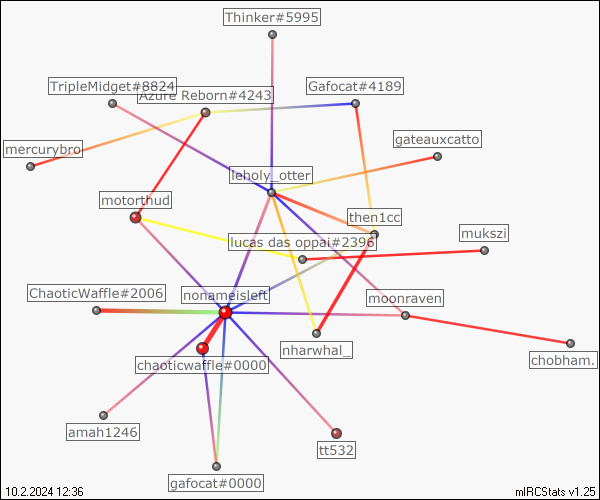 Thinker#5995
TripleMidget#8824
Azure Reborn#4243
Gafocat#4189
gateauxcatto
mercurybro
leholy_otter
motorthud
then1cc
lucas das oppai#2396
mukszi
ChaoticWaffle#2006
nonameisleft
moonraven
nharwhal_
chaoticwaffle#0000
chobham.
amah1246
tt532
gafocat#0000
10.2.2024 12:36
mIRCStats v1.25